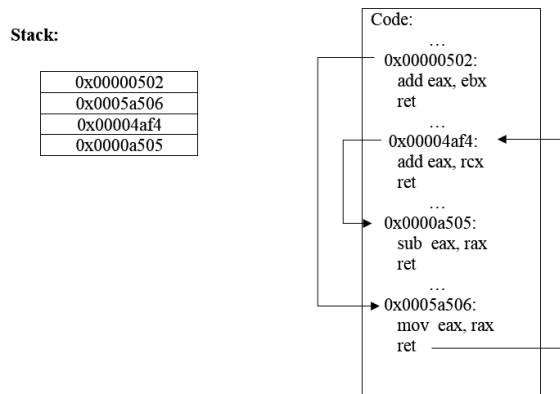 Stack:
0x00000502
0x0005a506
0x00004af4
0x0000a505
Code:
...
0x00000502:
add eax, ebx
ret
...
0x00004af4:
add eax, rcx
ret
...
0x0000a505:
sub eax, rax
ret
...
0x0005a506:
mov eax, rax
ret